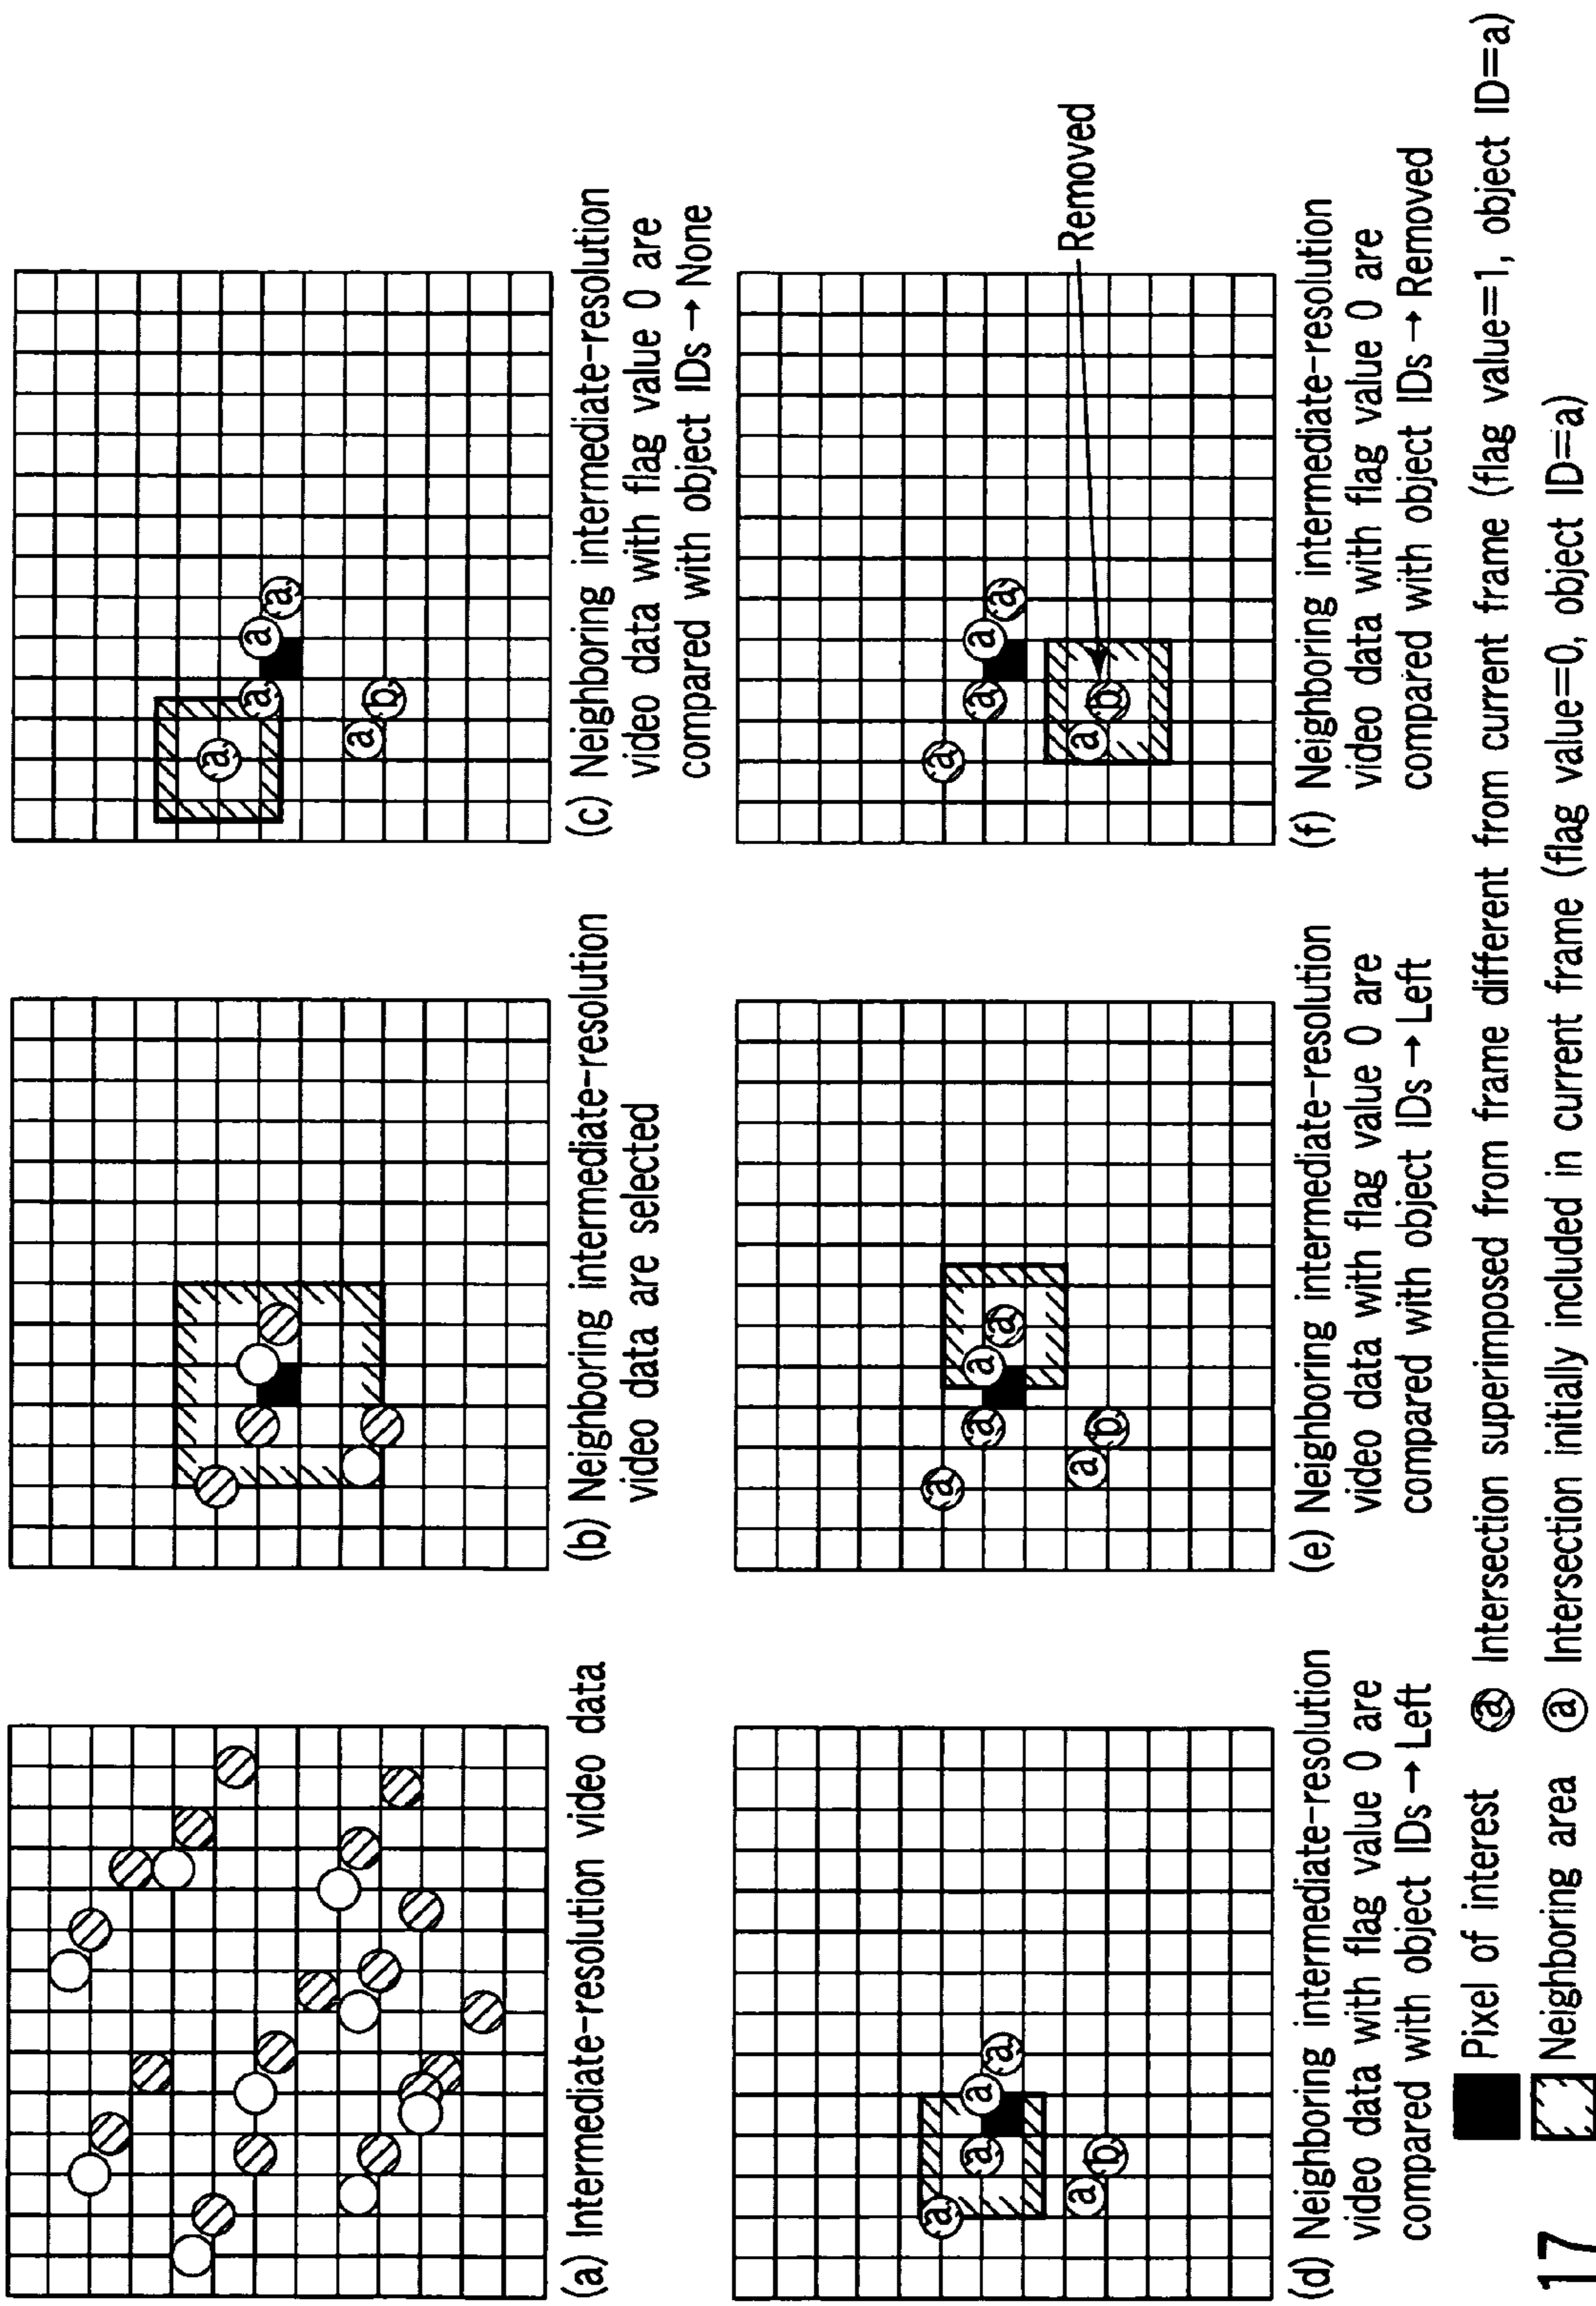 (a) Intermediate-resolution video data
(b) Neighboring intermediate-resolution
video data are selected
a
a
a
a
a
b
(c) Neighboring intermediate-resolution
video data with flag value 0 are
compared with object IDs → None
a
a
a
a
a
b
(d) Neighboring intermediate-resolution
video data with flag value 0 are
compared with object IDs → Left
a
a
a
a
a
b
(e) Neighboring intermediate-resolution
video data with flag value 0 are
compared with object IDs → Left
a
a
a
a
a
b
Removed
(f) Neighboring intermediate-resolution
video data with flag value 0 are
compared with object IDs → Removed
Pixel of interest
a Intersection superimposed from frame different from current frame (flag value=1, object ID=a)
Neighboring area
a Intersection initially included in current frame (flag value=0, object ID=a)
17